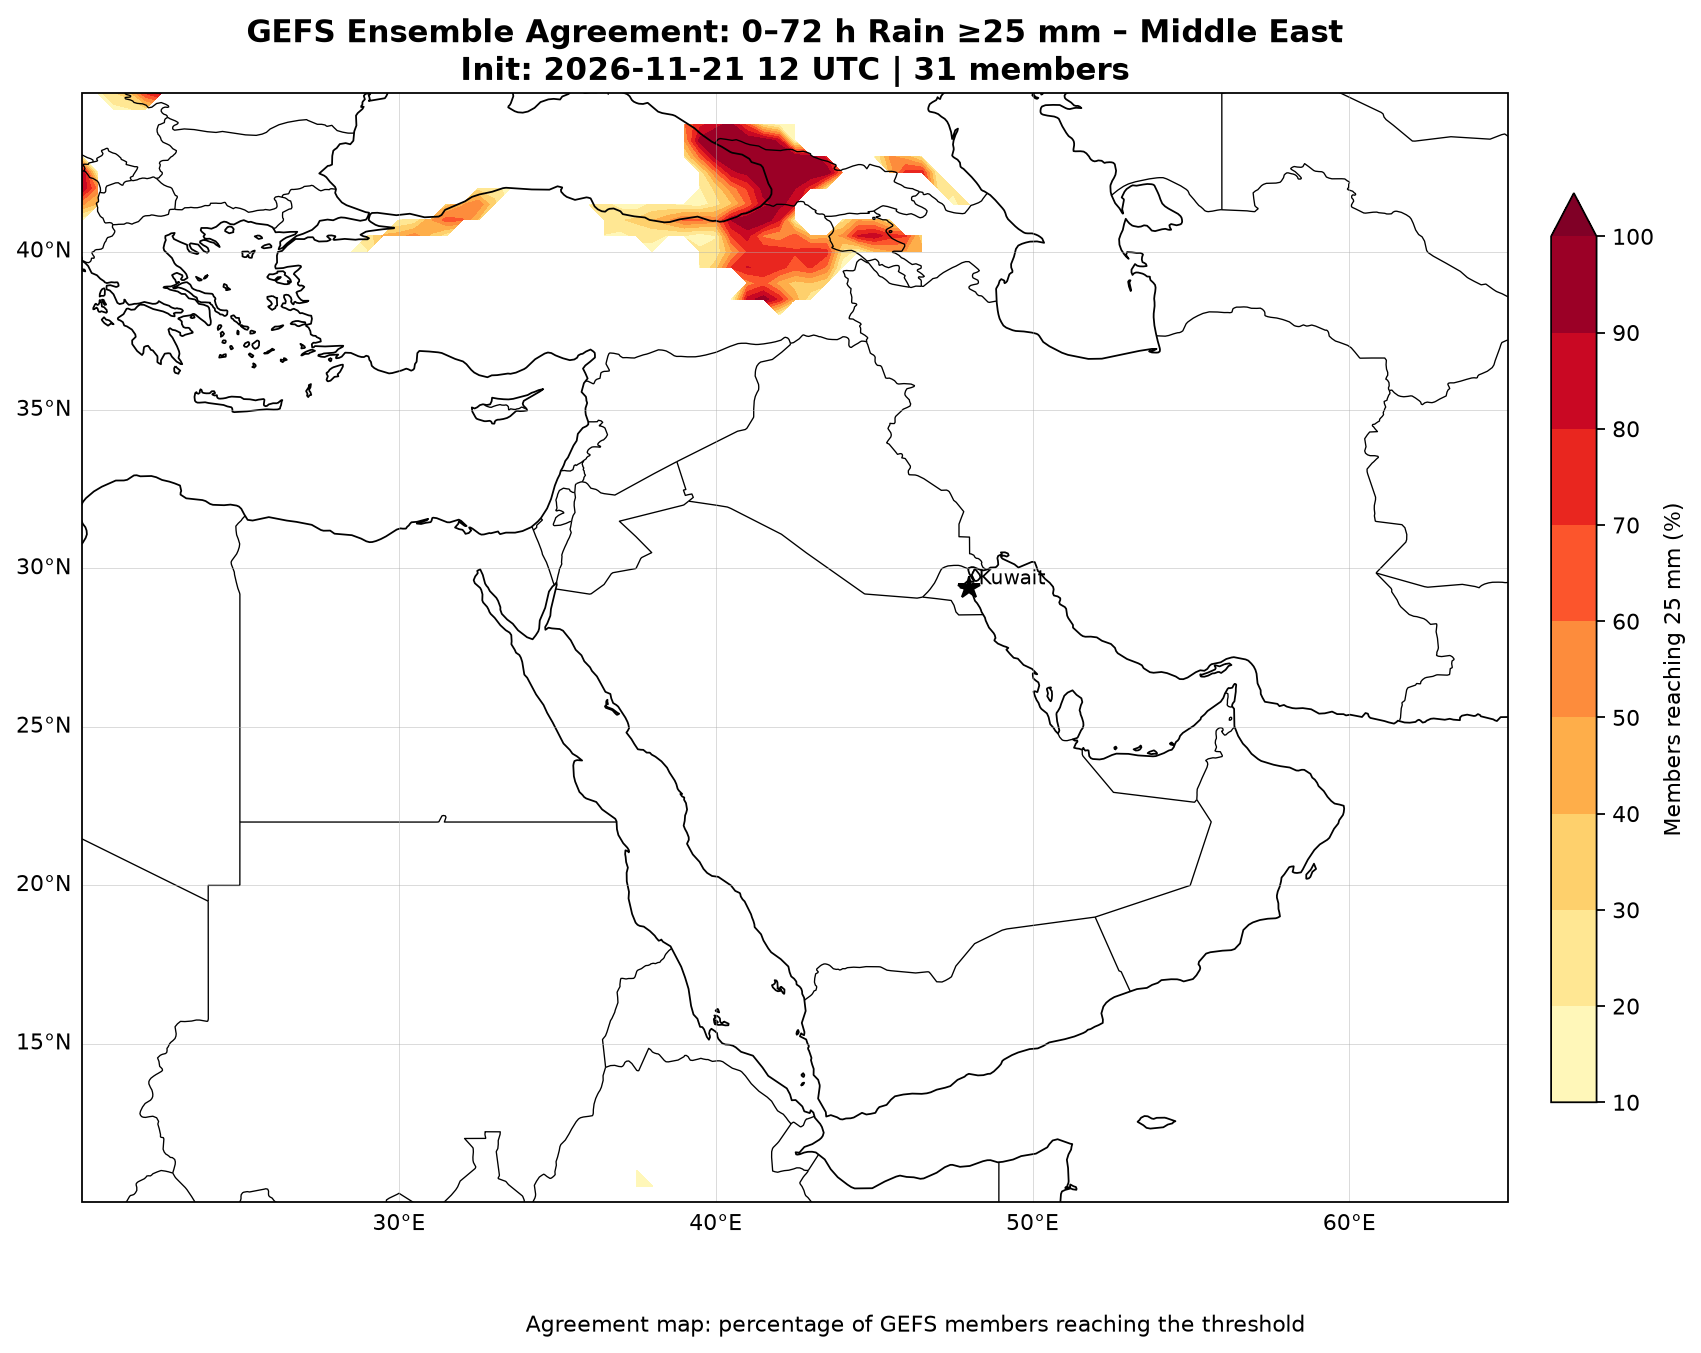 GEFS Ensemble Agreement: 0–72 h Rain ≥25 mm – Middle East
Init: 2026-11-21 12 UTC | 31 members
40°N
35°N
30°N
25°N
20°N
15°N
30°E
40°E
50°E
60°E
Kuwait
100
90
80
70
60
50
40
30
20
10
Members reaching 25 mm (%)
Agreement map: percentage of GEFS members reaching the threshold